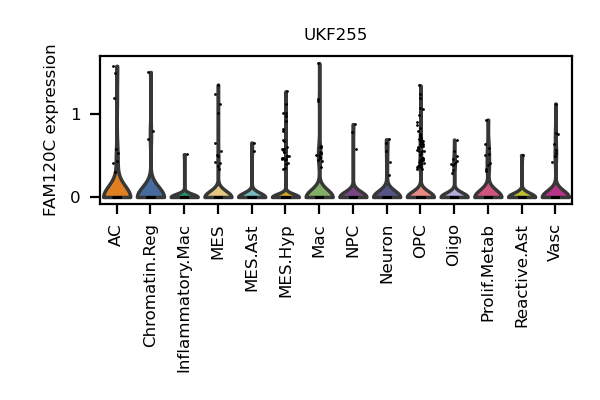 UKF255
FAM120C expression
1
0
AC
Chromatin.Reg
Inflammatory.Mac
MES
MES.Ast
MES.Hyp
Mac
NPC
Neuron
OPC
Oligo
Prolif.Metab
Reactive.Ast
Vasc